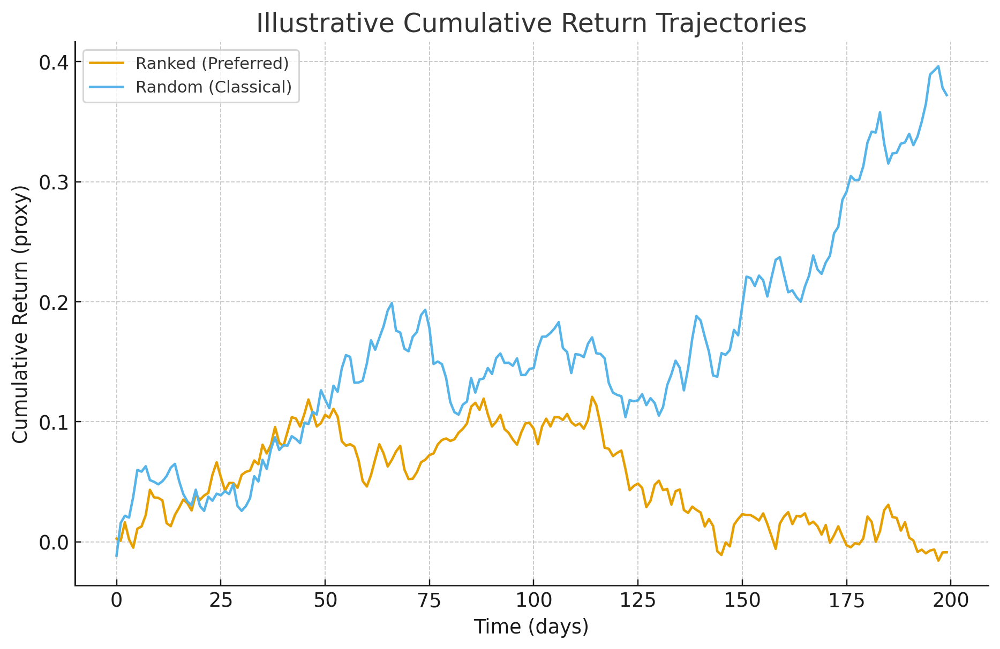 Illustrative Cumulative Return Trajectories
Ranked (Preferred)
Random (Classical)
Cumulative Return (proxy)
0.4
0.3
0.2
0.1
0.0
0 25 50 75 100 125 150 175 200
Time (days)